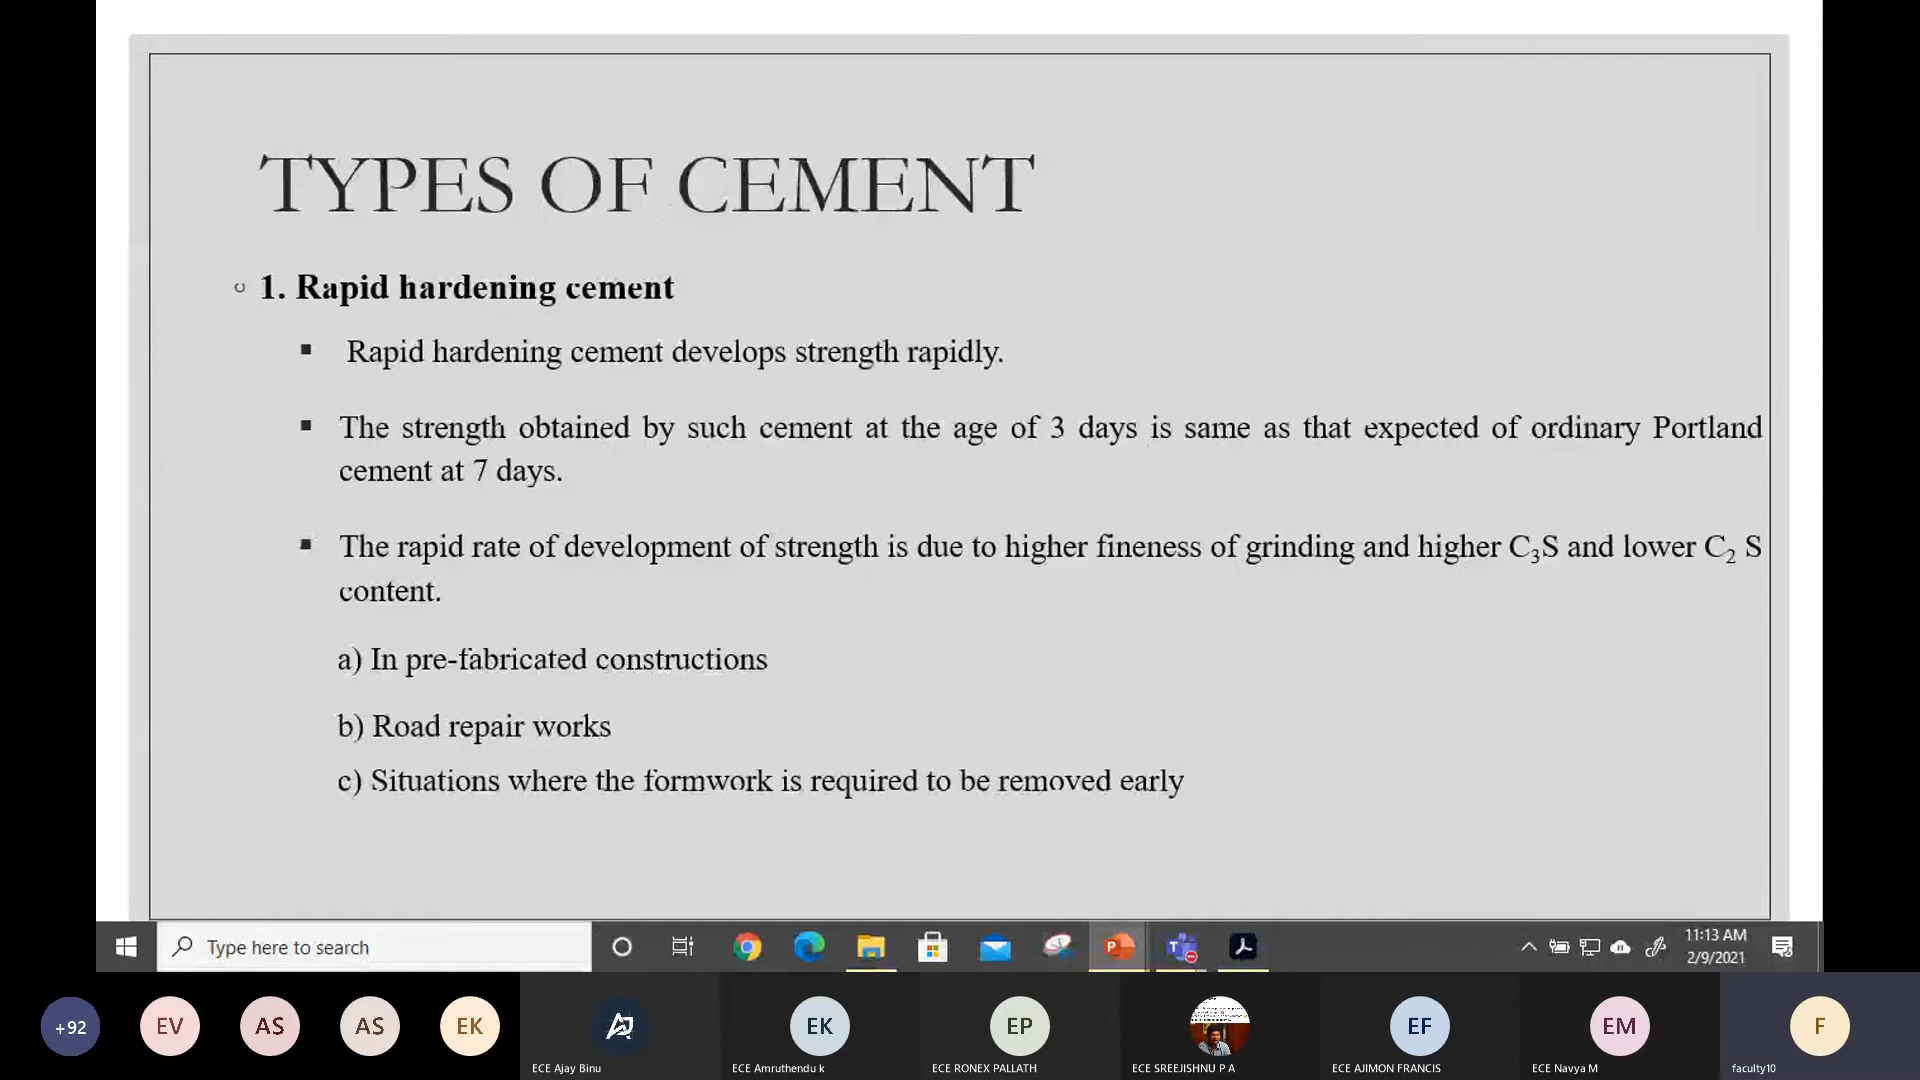 TYPES OF CEMENT
1. Rapid hardening cement
Rapid hardening cement develops strength rapidly.
The strength obtained by such cement at the age of 3 days is same as that expected of ordinary Portland
cement at 7 days.
The rapid rate of development of strength is due to higher fineness of grinding and higher C₃S and lower C₂ S
content.
a) In pre-fabricated constructions
b) Road repair works
c) Situations where the formwork is required to be removed early
Type here to search
11:13 AM
2/9/2021
+92
EV
AS
AS
EK
EK
EP
EF
EM
F
ECE Ajay Binu
ECE Amruthendu k
ECE RONEX PALLATH
ECE SREEJISHNU P A
ECE AJIMON FRANCIS
ECE Navya M
faculty10